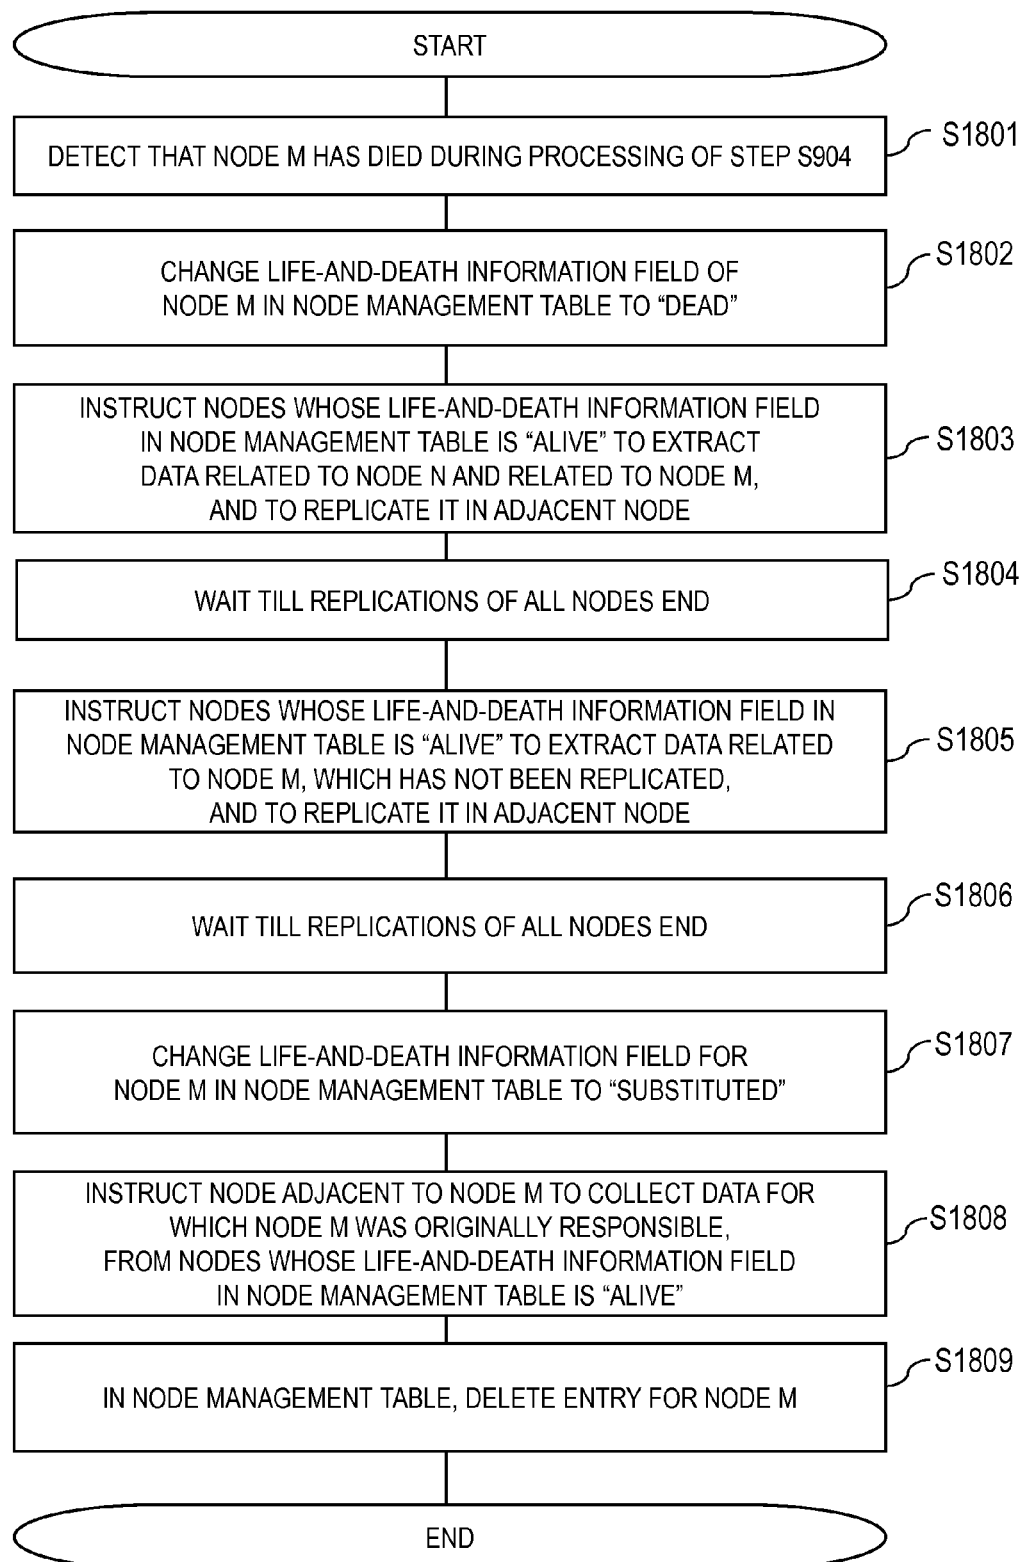 START
S1801
DETECT THAT NODE M HAS DIED DURING PROCESSING OF STEP S904
S1802
CHANGE LIFE-AND-DEATH INFORMATION FIELD OF
NODE M IN NODE MANAGEMENT TABLE TO “DEAD”
S1803
INSTRUCT NODES WHOSE LIFE-AND-DEATH INFORMATION FIELD
IN NODE MANAGEMENT TABLE IS “ALIVE” TO EXTRACT
DATA RELATED TO NODE N AND RELATED TO NODE M,
AND TO REPLICATE IT IN ADJACENT NODE
S1804
WAIT TILL REPLICATIONS OF ALL NODES END
S1805
INSTRUCT NODES WHOSE LIFE-AND-DEATH INFORMATION FIELD IN
NODE MANAGEMENT TABLE IS “ALIVE” TO EXTRACT DATA RELATED
TO NODE M, WHICH HAS NOT BEEN REPLICATED,
AND TO REPLICATE IT IN ADJACENT NODE
S1806
WAIT TILL REPLICATIONS OF ALL NODES END
S1807
CHANGE LIFE-AND-DEATH INFORMATION FIELD FOR
NODE M IN NODE MANAGEMENT TABLE TO “SUBSTITUTED”
S1808
INSTRUCT NODE ADJACENT TO NODE M TO COLLECT DATA FOR
WHICH NODE M WAS ORIGINALLY RESPONSIBLE,
FROM NODES WHOSE LIFE-AND-DEATH INFORMATION FIELD
IN NODE MANAGEMENT TABLE IS “ALIVE”
S1809
IN NODE MANAGEMENT TABLE, DELETE ENTRY FOR NODE M
END